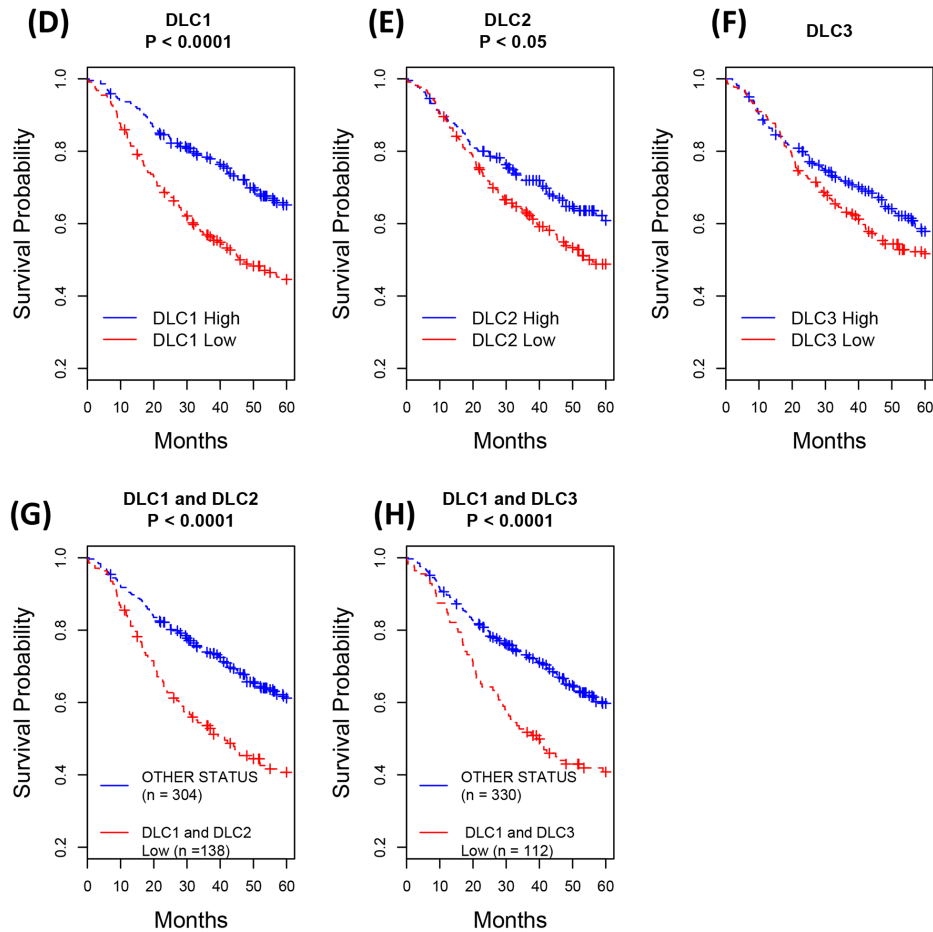 (D)
DLC1
P < 0.0001
Survival Probability
1.0
0.8
0.6
0.4
0.2
DLC1 High
DLC1 Low
0 10 20 30 40 50 60
Months
(E)
DLC2
P < 0.05
Survival Probability
1.0
0.8
0.6
0.4
0.2
DLC2 High
DLC2 Low
0 10 20 30 40 50 60
Months
(F)
DLC3
Survival Probability
1.0
0.8
0.6
0.4
0.2
DLC3 High
DLC3 Low
0 10 20 30 40 50 60
Months
(G)
DLC1 and DLC2
P < 0.0001
Survival Probability
1.0
0.8
0.6
0.4
0.2
OTHER STATUS
(n = 304)
DLC1 and DLC2
Low (n =138)
0 10 20 30 40 50 60
Months
(H)
DLC1 and DLC3
P < 0.0001
Survival Probability
1.0
0.8
0.6
0.4
0.2
OTHER STATUS
(n = 330)
DLC1 and DLC3
Low (n = 112)
0 10 20 30 40 50 60
Months